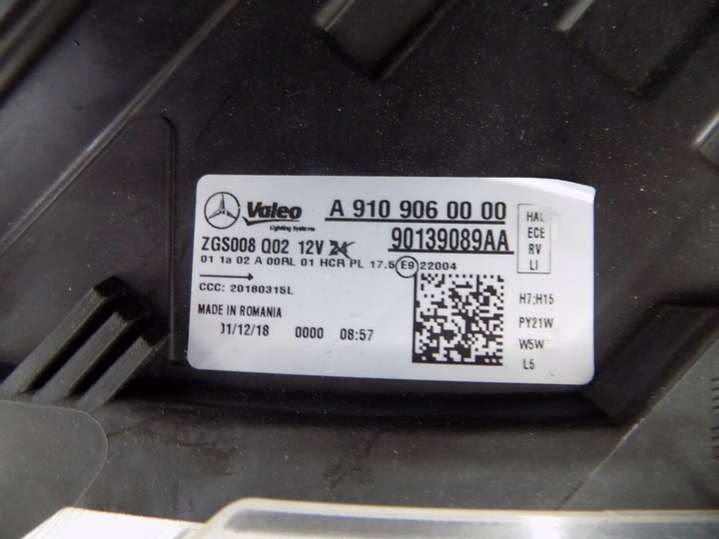 Valeo
Lighting Systems
A 910 906 00 00
ZGS008 Q02 12V 24
90139089AA
01 1a 02 A 00RL 01 HCR PL 17.5 E9 22004
CCC: 20180315L
MADE IN ROMANIA
01/12/18 0000 08:57
HAL
ECE
RV
LI
H7;H15
PY21W
W5W
L5